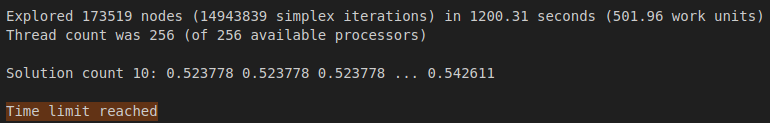 Explored 173519 nodes (14943839 simplex iterations) in 1200.31 seconds (501.96 work units)
Thread count was 256 (of 256 available processors)
Solution count 10: 0.523778 0.523778 0.523778 ... 0.542611
Time limit reached